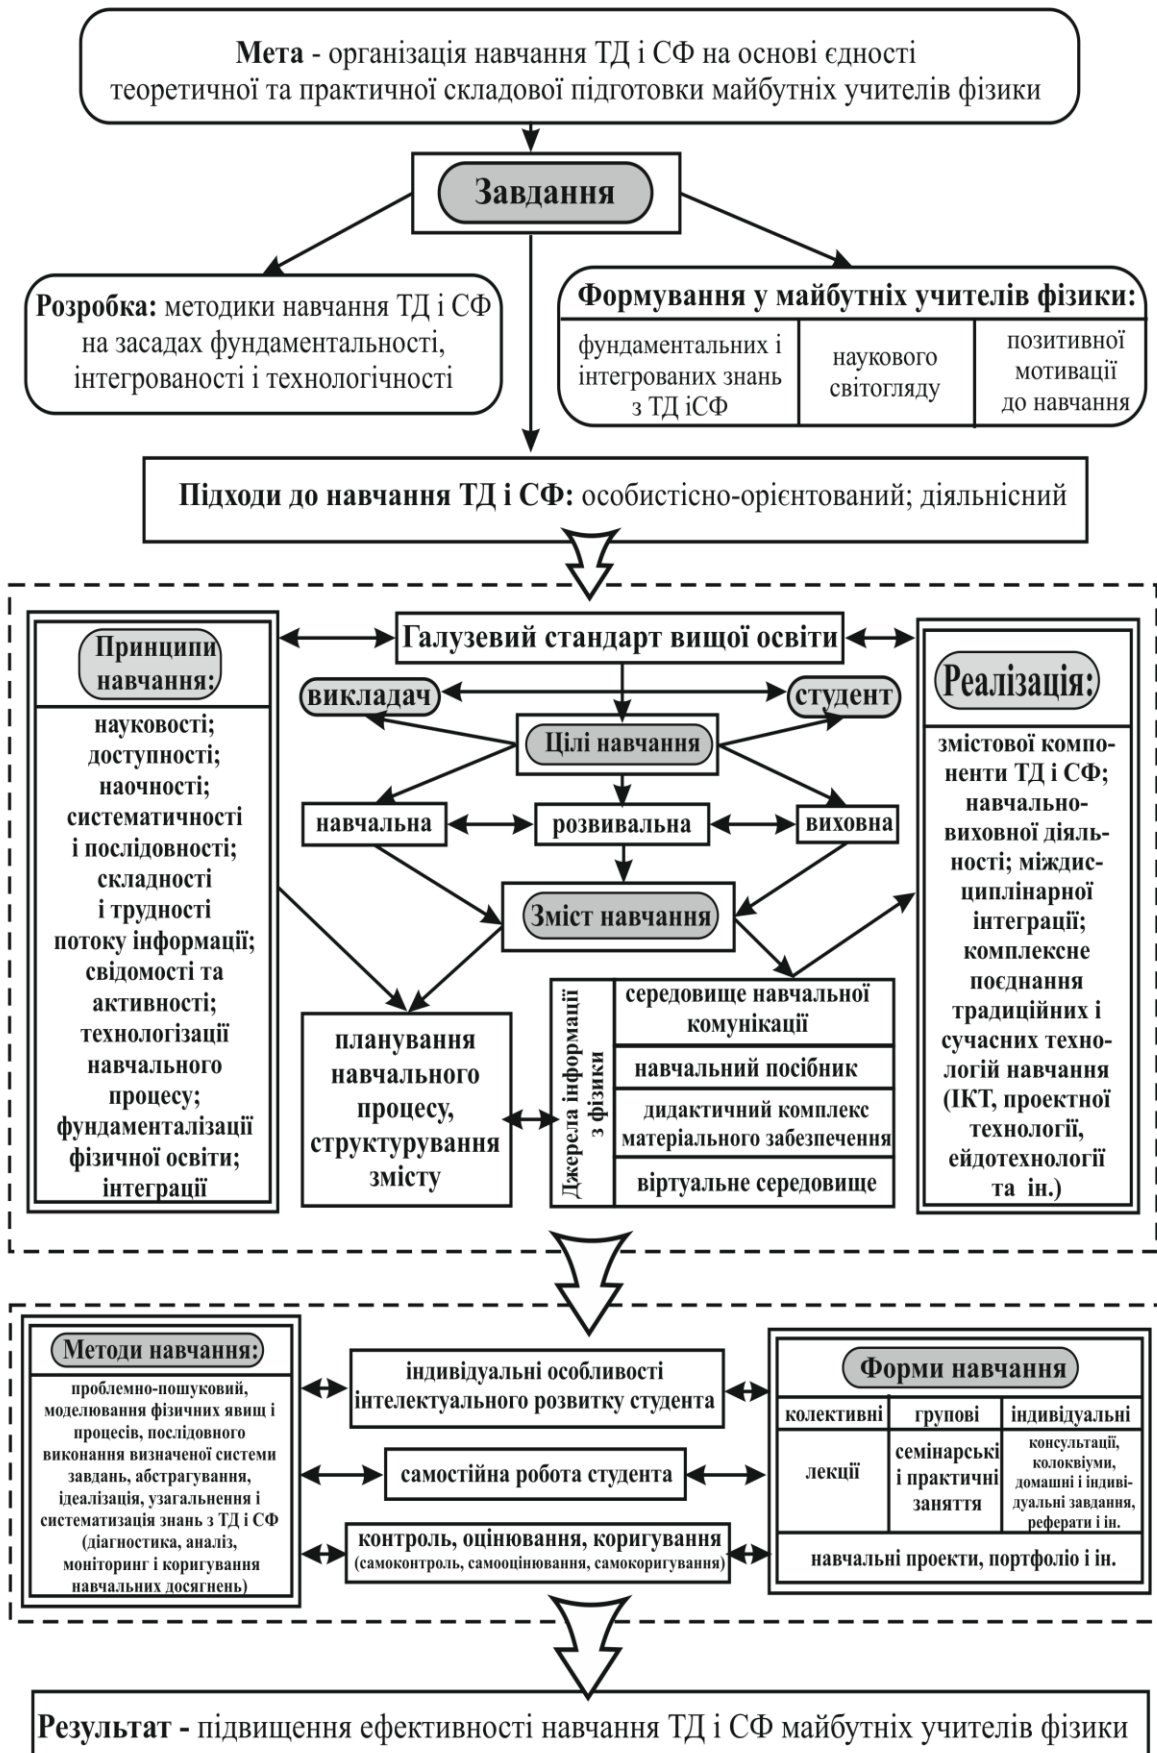 Мета - організація навчання ТД і СФ на основі єдності
теоретичної та практичної складової підготовки майбутніх учителів фізики
Завдання
Розробка: методики навчання ТД і СФ
на засадах фундаментальності,
інтегрованості і технологічності
Формування у майбутніх учителів фізики:
фундаментальних і
інтегрованих знань
з ТД іСФ
наукового
світогляду
позитивної
мотивації
до навчання
Підходи до навчання ТД і СФ: особистісно-орієнтований; діяльнісний
Принципи
навчання:
науковості;
доступності;
наочності;
систематичності
і послідовності;
складності
і трудності
потоку інформації;
свідомості та
активності;
технологізації
навчального
процесу;
фундаменталізації
фізичної освіти;
інтеграції
Галузевий стандарт вищої освіти
викладач
студент
Цілі навчання
навчальна
розвивальна
виховна
Зміст навчання
планування
навчального
процесу,
структурування
змісту
Джерела інформації
з фізики
середовище навчальної
комунікації
навчальний посібник
дидактичний комплекс
матеріального забезпечення
віртуальне середовище
Реалізація:
змістової компо-
ненти ТД і СФ;
навчально-
виховної діяль-
ності; міждис-
циплінарної
інтеграції;
комплексне
поєднання
традиційних і
сучасних техно-
логій навчання
(ІКТ, проектної
технології,
ейдотехнології
та ін.)
Методи навчання:
проблемно-пошуковий,
моделювання фізичних явищ і
процесів, послідовного
виконання визначеної системи
завдань, абстрагування,
ідеалізація, узагальнення і
систематизація знань з ТД і СФ
(діагностика, аналіз,
моніторинг і коригування
навчальних досягнень)
індивідуальні особливості
інтелектуального розвитку студента
самостійна робота студента
контроль, оцінювання, коригування
(самоконтроль, самооцінювання, самокоригування)
Форми навчання
колективні
групові
індивідуальні
лекції
семінарські
і практичні
заняття
консультації,
колоквіуми,
домашні і індиві-
дуальні завдання,
реферати і ін.
навчальні проекти, портфоліо і ін.
Результат - підвищення ефективності навчання ТД і СФ майбутніх учителів фізики